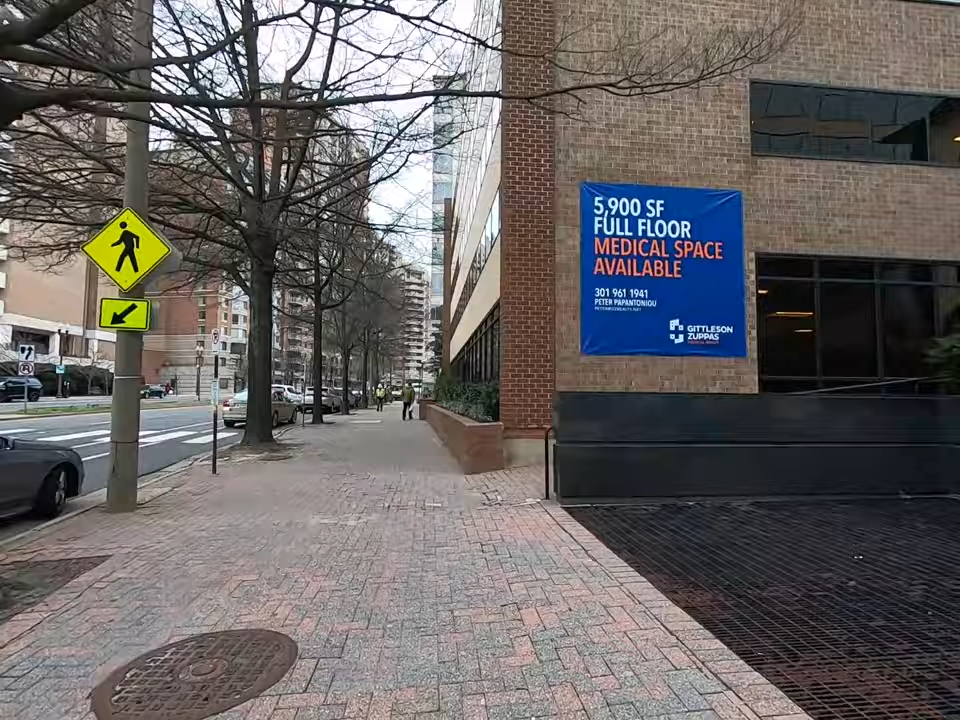 5,900 SF
FULL FLOOR
MEDICAL SPACE
AVAILABLE
301 961 1941
PETER PAPANTONIOU
GITTLESON
ZUPPAS